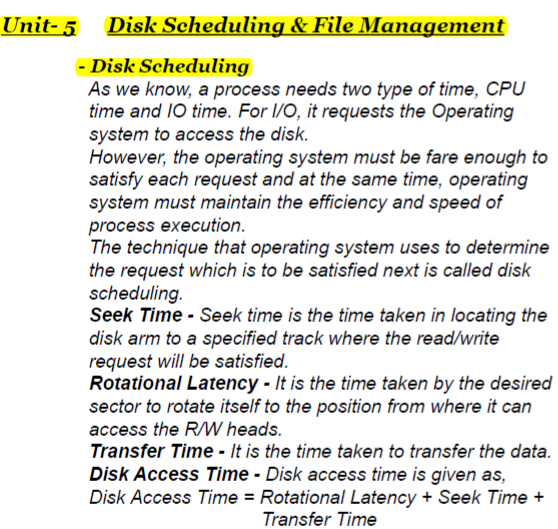 Unit- 5 Disk Scheduling & File Management
- Disk Scheduling
As we know, a process needs two type of time, CPU
time and IO time. For I/O, it requests the Operating
system to access the disk.
However, the operating system must be fare enough to
satisfy each request and at the same time, operating
system must maintain the efficiency and speed of
process execution.
The technique that operating system uses to determine
the request which is to be satisfied next is called disk
scheduling.
Seek Time - Seek time is the time taken in locating the
disk arm to a specified track where the read/write
request will be satisfied.
Rotational Latency - It is the time taken by the desired
sector to rotate itself to the position from where it can
access the R/W heads.
Transfer Time - It is the time taken to transfer the data.
Disk Access Time - Disk access time is given as,
Disk Access Time = Rotational Latency + Seek Time +
Transfer Time